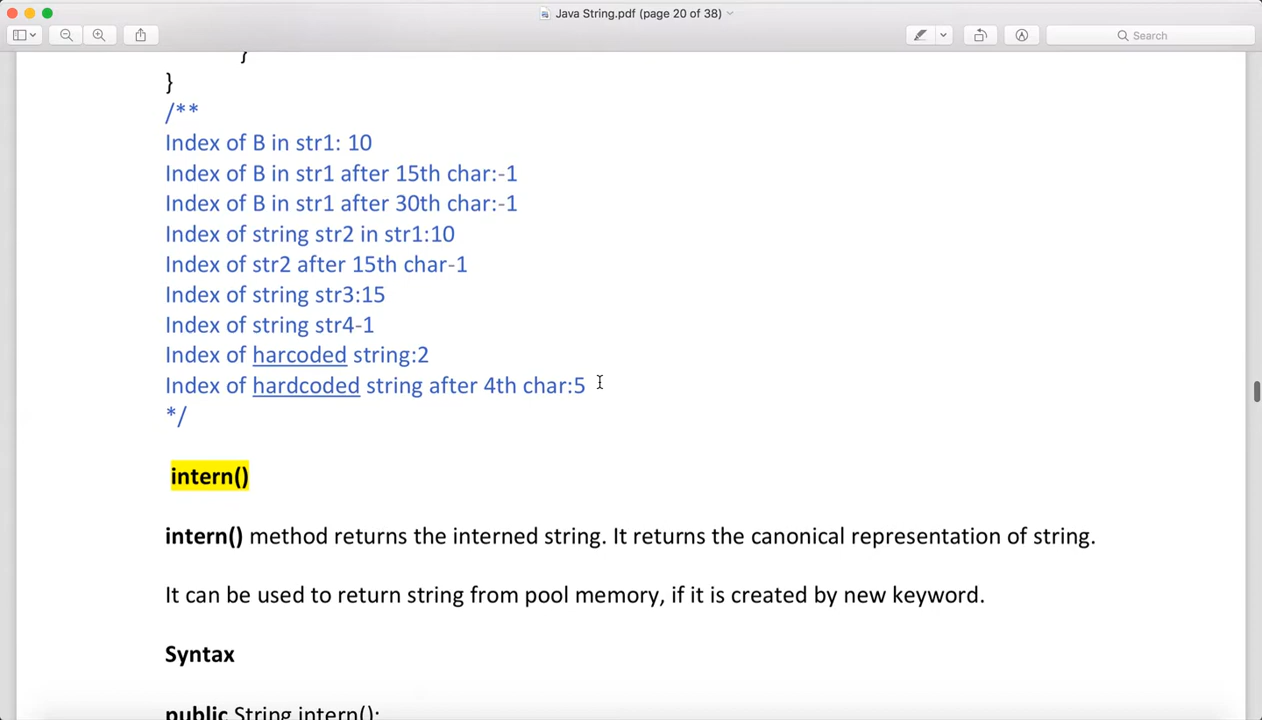 Java String.pdf (page 20 of 38)
Search
}
}
/**
Index of B in str1: 10
Index of B in str1 after 15th char:-1
Index of B in str1 after 30th char:-1
Index of string str2 in str1:10
Index of str2 after 15th char-1
Index of string str3:15
Index of string str4-1
Index of harcoded string:2
Index of hardcoded string after 4th char:5
*/
intern()
intern() method returns the interned string. It returns the canonical representation of string.
It can be used to return string from pool memory, if it is created by new keyword.
Syntax
public String intern();